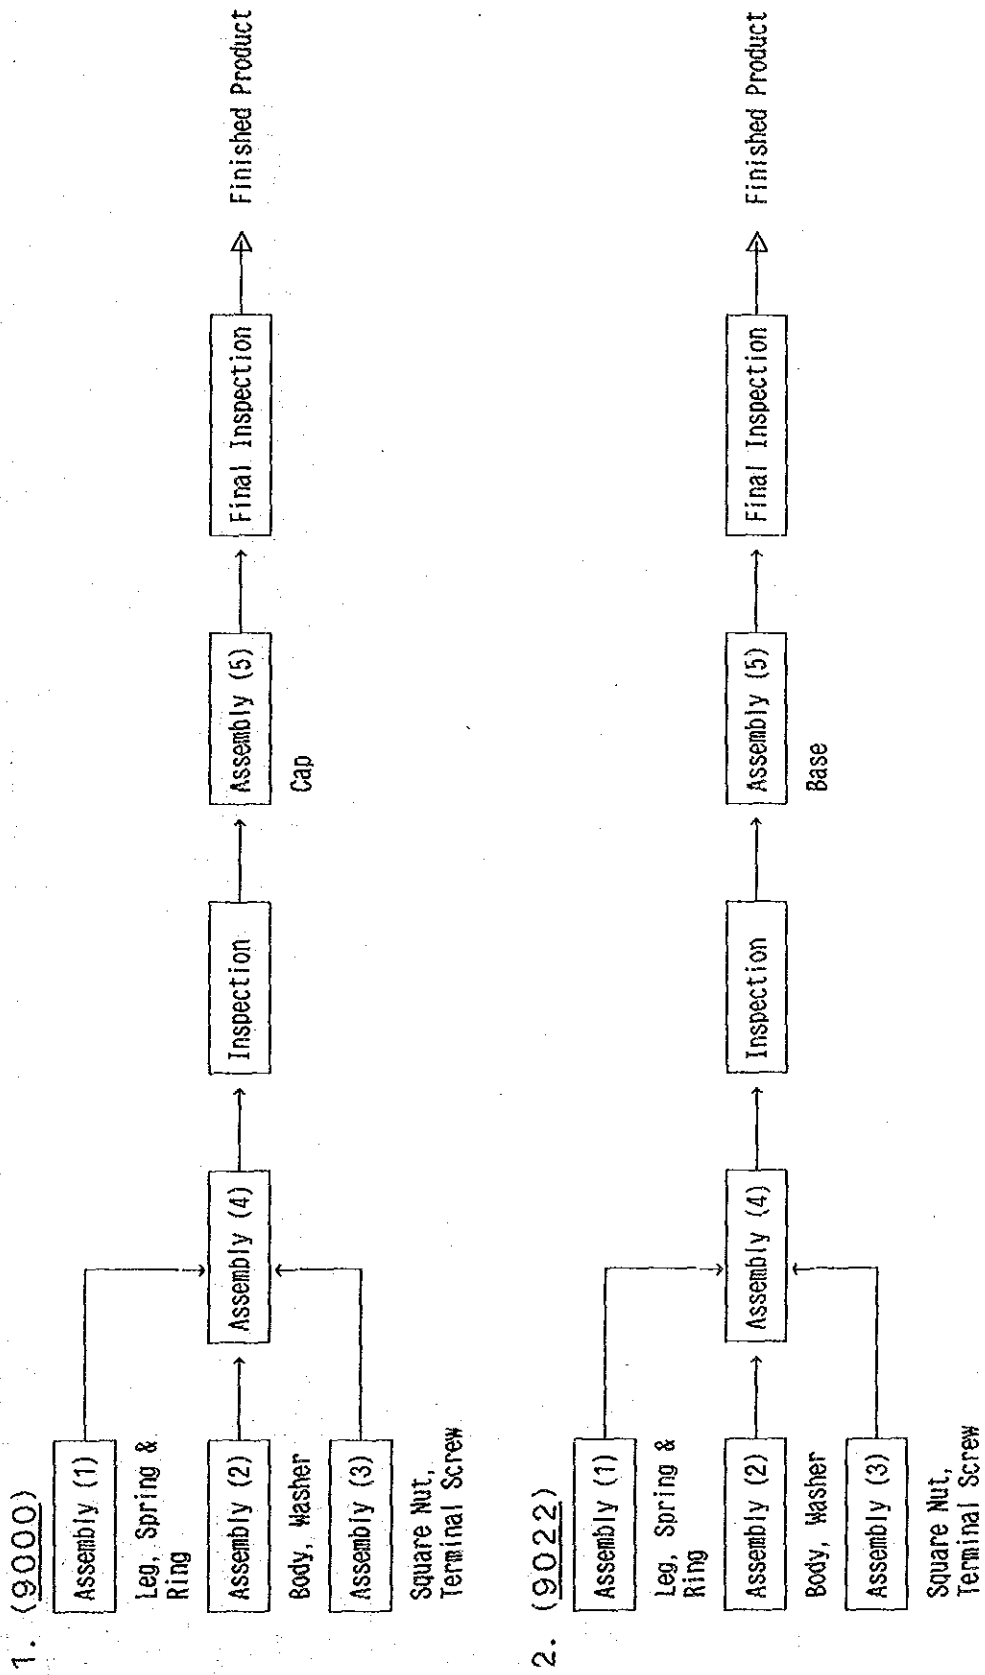 1. (9000)
Assembly (1)
Leg, Spring &
Ring
Assembly (2)
Body, Washer
Assembly (3)
Square Nut,
Terminal Screw
Assembly (4)
Inspection
Assembly (5)
Cap
Final Inspection
Finished Product
2. (9022)
Assembly (1)
Leg, Spring &
Ring
Assembly (2)
Body, Washer
Assembly (3)
Square Nut,
Terminal Screw
Assembly (4)
Inspection
Assembly (5)
Base
Final Inspection
Finished Product